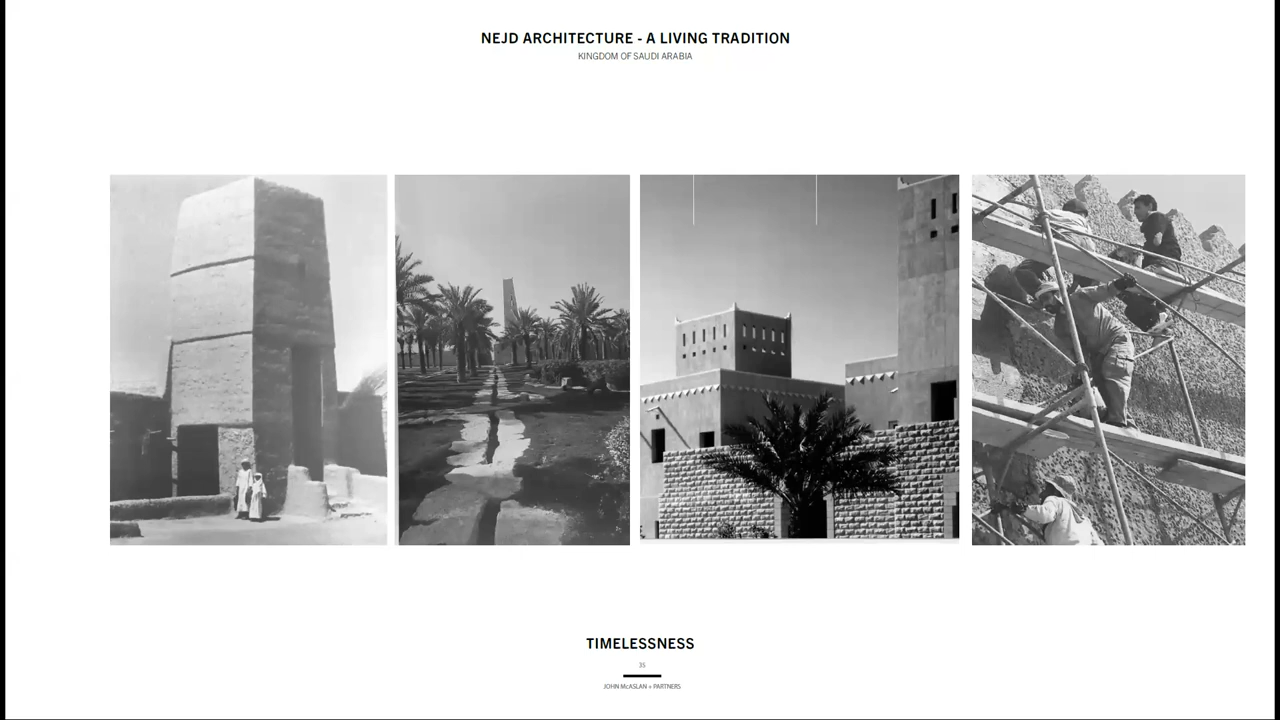 NEJD ARCHITECTURE - A LIVING TRADITION
KINGDOM OF SAUDI ARABIA
TIMELESSNESS
35
JOHN McASLAN + PARTNERS